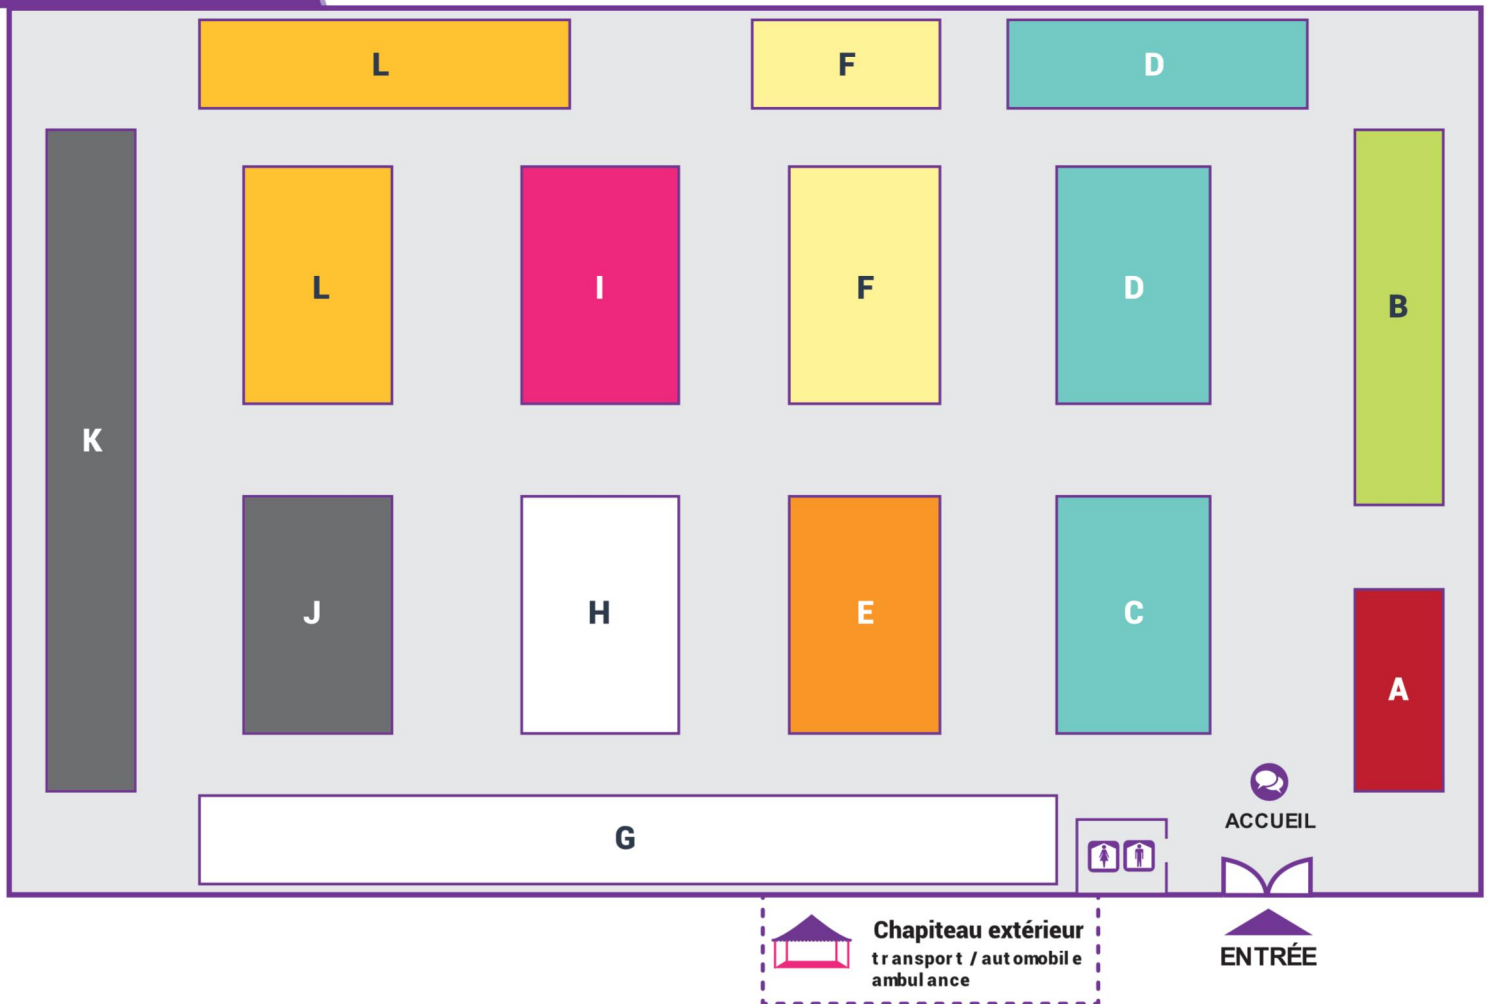 L
F
D
L
I
F
D
B
K
J
H
E
C
A
ACCUEIL
G
Chapiteau extérieur
transport / automobile
ambulance
ENTRÉE